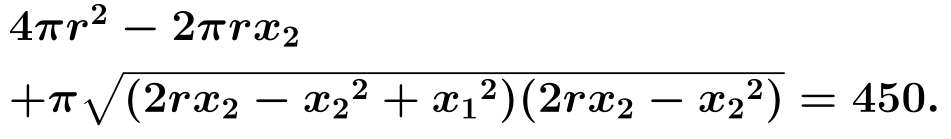 4πr² − 2πrx₂
+π√(2rx₂ − x₂² + x₁²)(2rx₂ − x₂²) = 450.